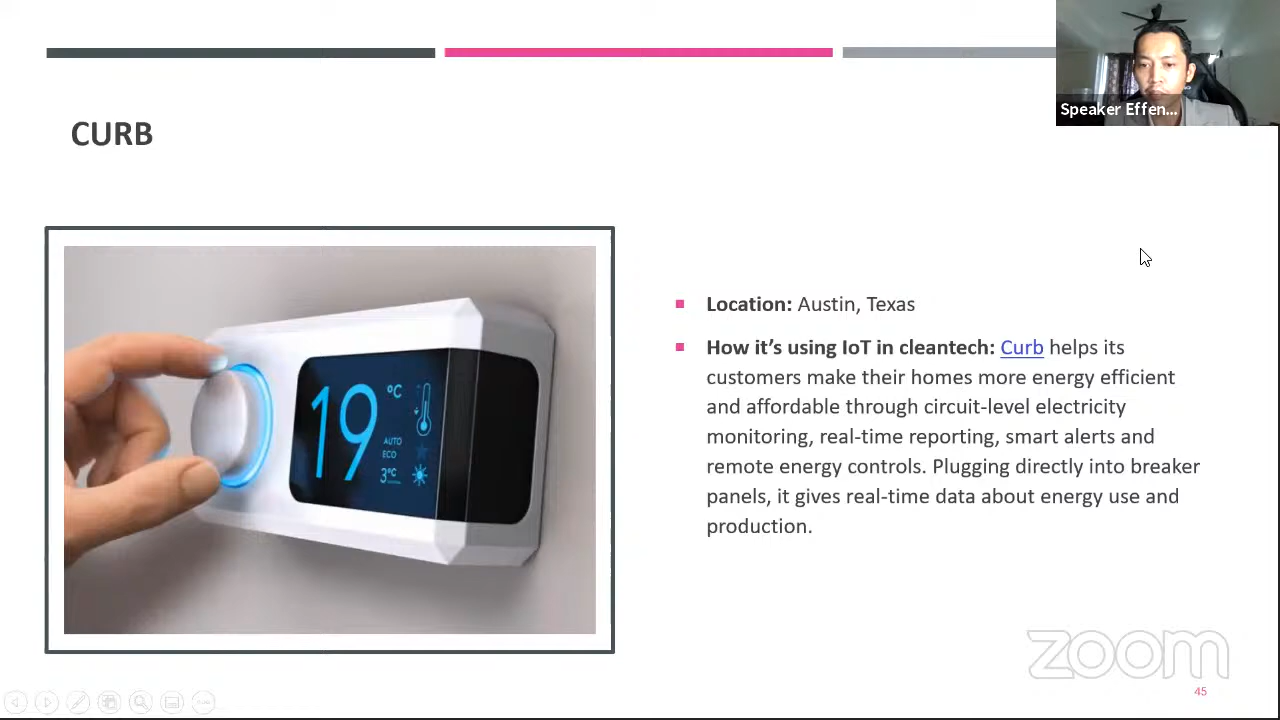 Speaker Effen...
CURB
19
°C
AUTO
ECO
3°C
Location: Austin, Texas
How it's using IoT in cleantech: Curb helps its
customers make their homes more energy efficient
and affordable through circuit-level electricity
monitoring, real-time reporting, smart alerts and
remote energy controls. Plugging directly into breaker
panels, it gives real-time data about energy use and
production.
zoom
45